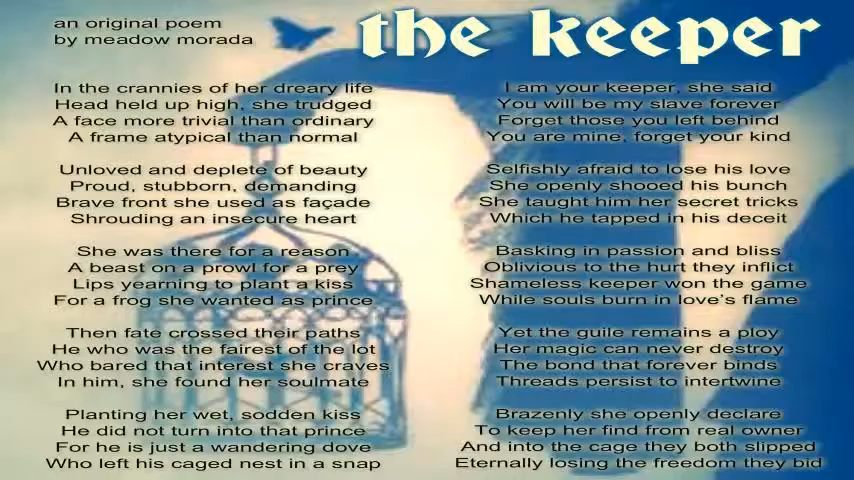 an original poem
by meadow morada
the keeper
In the crannies of her dreary life
Head held up high, she trudged
A face more trivial than ordinary
A frame atypical than normal
Unloved and deplete of beauty
Proud, stubborn, demanding
Brave front she used as façade
Shrouding an insecure heart
She was there for a reason
A beast on a prowl for a prey
Lips yearning to plant a kiss
For a frog she wanted as prince
Then fate crossed their paths
He who was the fairest of the lot
Who bared that interest she craves
In him, she found her soulmate
Planting her wet, sodden kiss
He did not turn into that prince
For he is just a wandering dove
Who left his caged nest in a snap
I am your keeper, she said
You will be my slave forever
Forget those you left behind
You are mine, forget your kind
Selfishly afraid to lose his love
She openly shooed his bunch
She taught him her secret tricks
Which he tapped in his deceit
Basking in passion and bliss
Oblivious to the hurt they inflict
Shameless keeper won the game
While souls burn in love's flame
Yet the guile remains a ploy
Her magic can never destroy
The bond that forever binds
Threads persist to intertwine
Brazenly she openly declare
To keep her find from real owner
And into the cage they both slipped
Eternally losing the freedom they bid